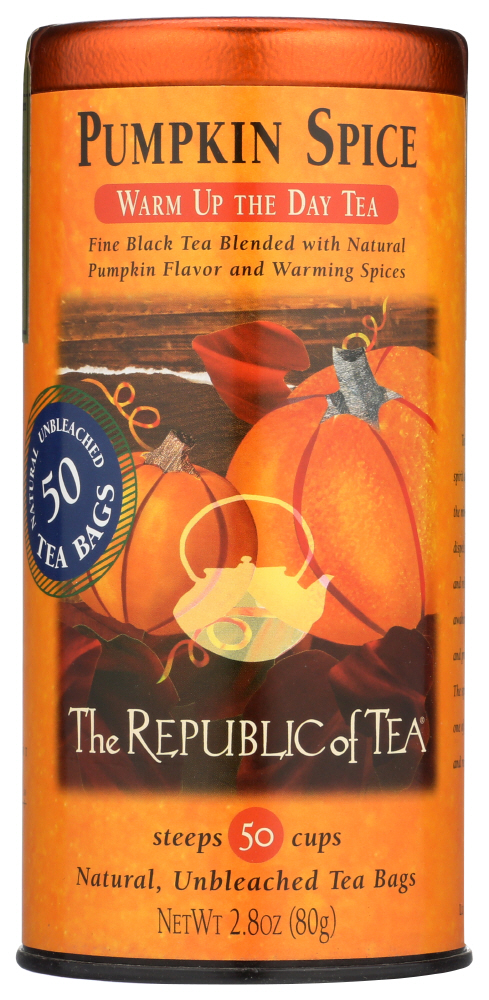 PUMPKIN SPICE
WARM UP THE DAY TEA
Fine Black Tea Blended with Natural
Pumpkin Flavor and Warming Spices
NATURAL UNBLEACHED
50
TEA BAGS
The REPUBLIC of TEA®
steeps 50 cups
Natural, Unbleached Tea Bags
NETWT 2.8OZ (80g)